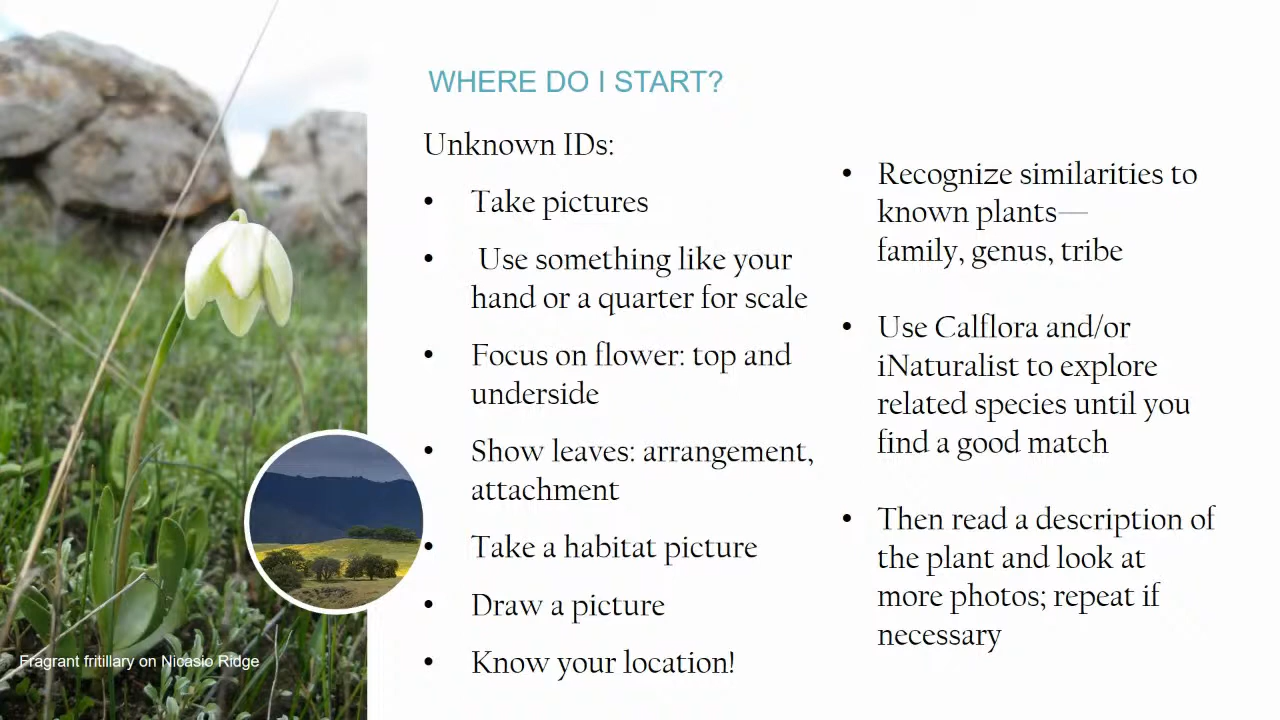 WHERE DO I START?
Unknown IDs:
• Take pictures
• Use something like your
hand or a quarter for scale
• Focus on flower: top and
underside
• Show leaves: arrangement,
attachment
• Take a habitat picture
• Draw a picture
• Know your location!
• Recognize similarities to
known plants—
family, genus, tribe
• Use Calflora and/or
iNaturalist to explore
related species until you
find a good match
• Then read a description of
the plant and look at
more photos; repeat if
necessary
Fragrant fritillary on Nicasio Ridge